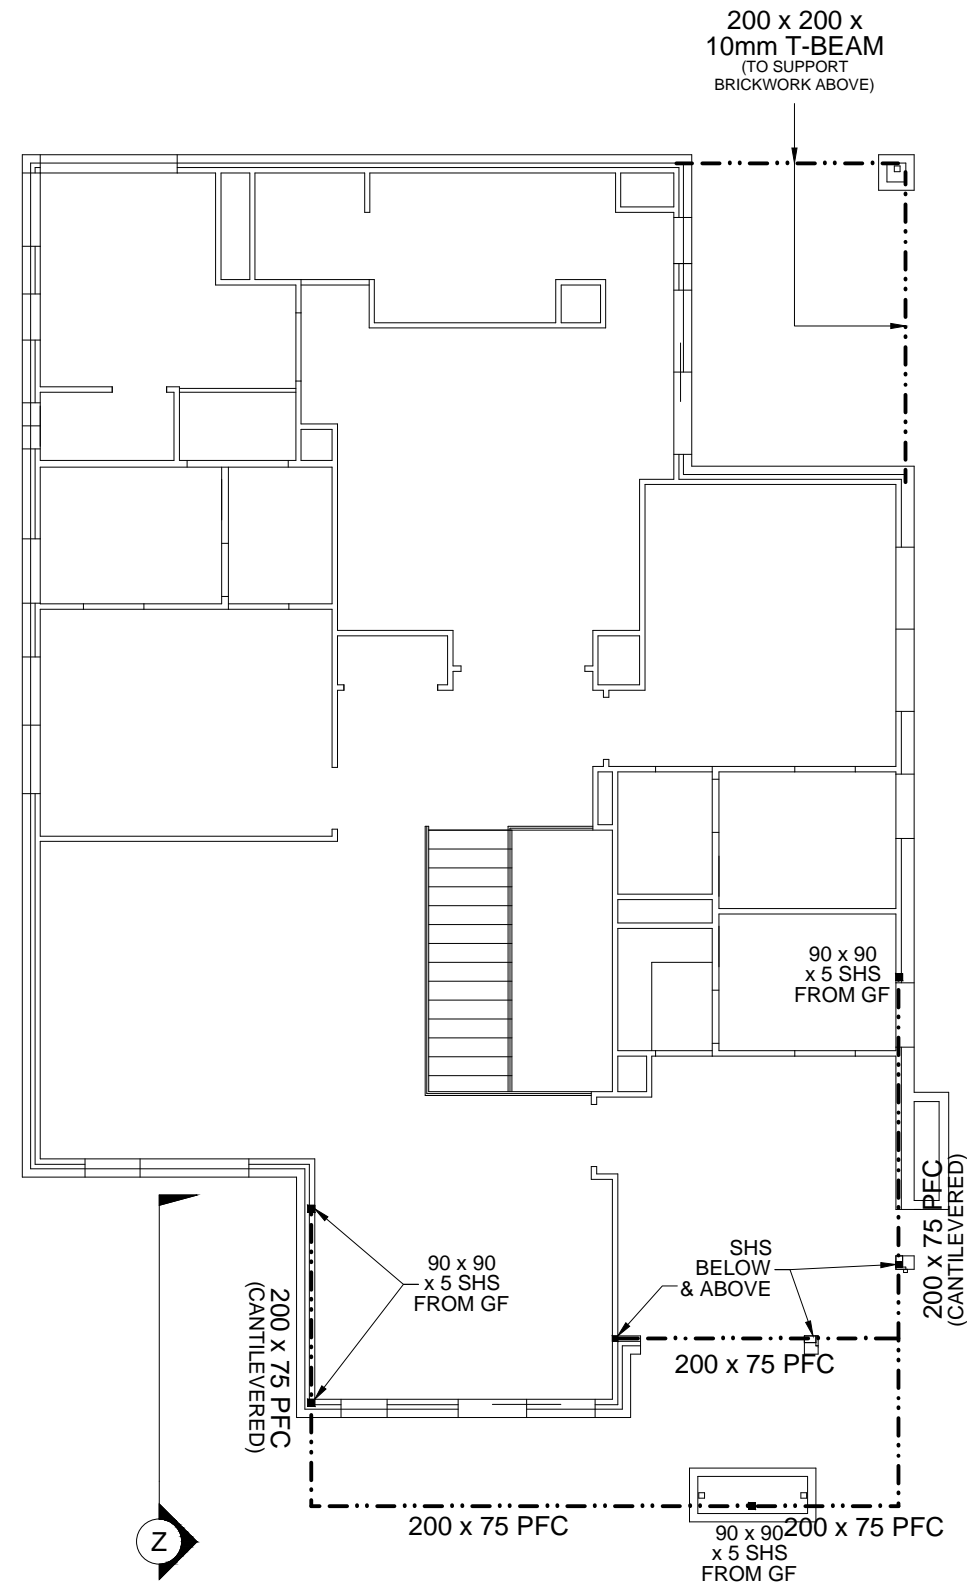 200 x 200 x
10mm T-BEAM
(TO SUPPORT
BRICKWORK ABOVE)
90 x 90
x 5 SHS
FROM GF
200 x 75 PFC
(CANTILEVERED)
SHS
BELOW
& ABOVE
90 x 90
x 5 SHS
FROM GF
200 x 75 PFC
(CANTILEVERED)
200 x 75 PFC
200 x 75 PFC
200 x 75 PFC
90 x 90
x 5 SHS
FROM GF
Z